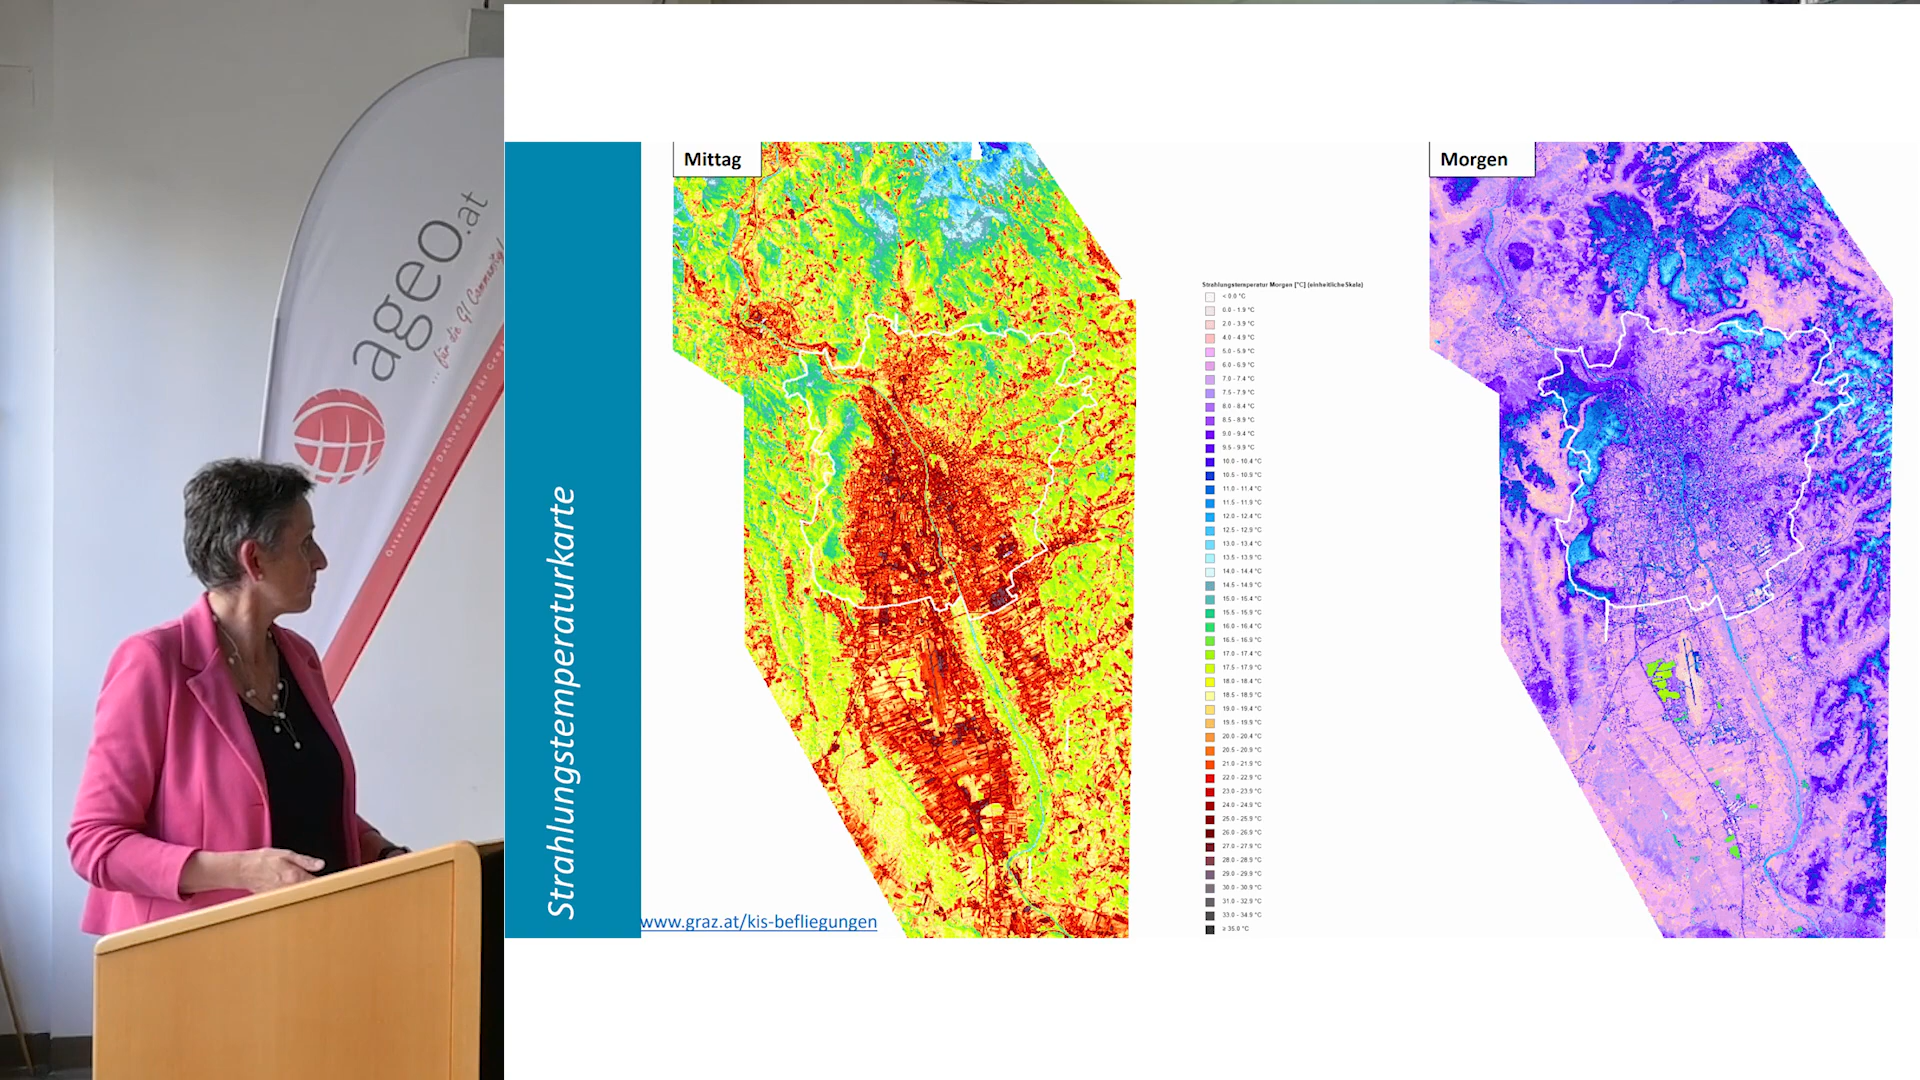 ageo.at
... für die GI Community!
Strahlungstemperaturkarte
Mittag
www.graz.at/kis-befliegungen
Strahlungstemperatur Morgen [°C] (einheitliche Skala)
< 0.0 °C
0.0 - 1.9 °C
2.0 - 3.9 °C
4.0 - 4.9 °C
5.0 - 5.9 °C
6.0 - 6.9 °C
7.0 - 7.4 °C
7.5 - 7.9 °C
8.0 - 8.4 °C
8.5 - 8.9 °C
9.0 - 9.4 °C
9.5 - 9.9 °C
10.0 - 10.4 °C
10.5 - 10.9 °C
11.0 - 11.4 °C
11.5 - 11.9 °C
12.0 - 12.4 °C
12.5 - 12.9 °C
13.0 - 13.4 °C
13.5 - 13.9 °C
14.0 - 14.4 °C
14.5 - 14.9 °C
15.0 - 15.4 °C
15.5 - 15.9 °C
16.0 - 16.4 °C
16.5 - 16.9 °C
17.0 - 17.4 °C
17.5 - 17.9 °C
18.0 - 18.4 °C
18.5 - 18.9 °C
19.0 - 19.4 °C
19.5 - 19.9 °C
20.0 - 20.4 °C
20.5 - 20.9 °C
21.0 - 21.9 °C
22.0 - 22.9 °C
23.0 - 23.9 °C
24.0 - 24.9 °C
25.0 - 25.9 °C
26.0 - 26.9 °C
27.0 - 27.9 °C
28.0 - 28.9 °C
29.0 - 29.9 °C
30.0 - 30.9 °C
31.0 - 32.9 °C
33.0 - 34.9 °C
≥ 35.0 °C
Morgen
Österreichischer Dachverband für Geo